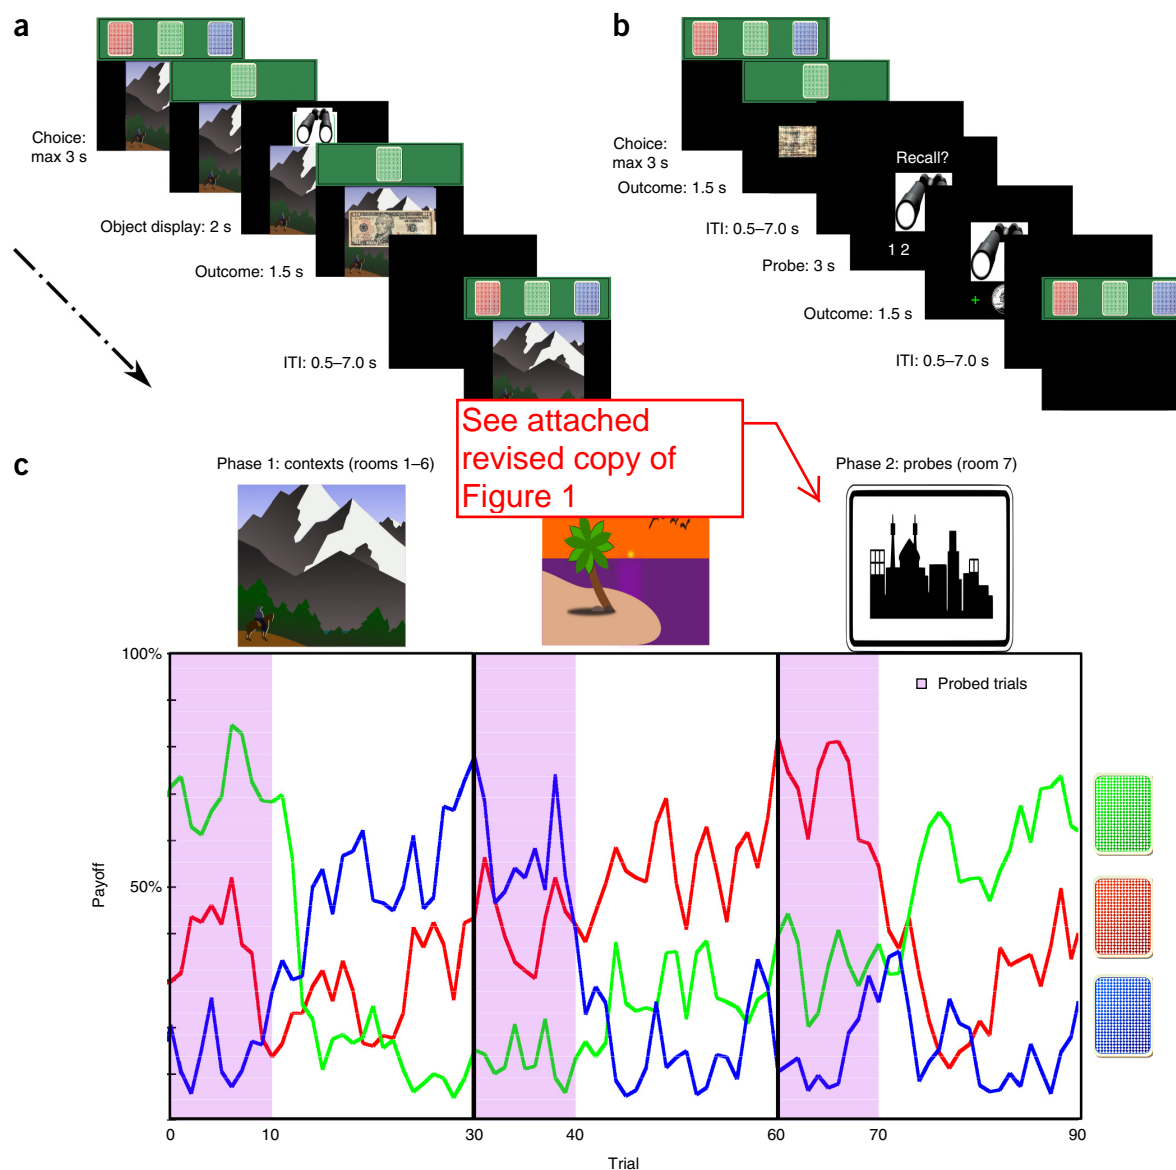 a
Choice:
max 3 s
Object display: 2 s
Outcome: 1.5 s
ITI: 0.5–7.0 s
b
Choice:
max 3 s
Outcome: 1.5 s
Recall?
ITI: 0.5–7.0 s
1 2
Probe: 3 s
+
Outcome: 1.5 s
ITI: 0.5–7.0 s
See attached
revised copy of
Figure 1
c
Phase 1: contexts (rooms 1–6)
Phase 2: probes (room 7)
100%
Probed trials
50%
Payoff
0 10 30 40 60 70 90
Trial